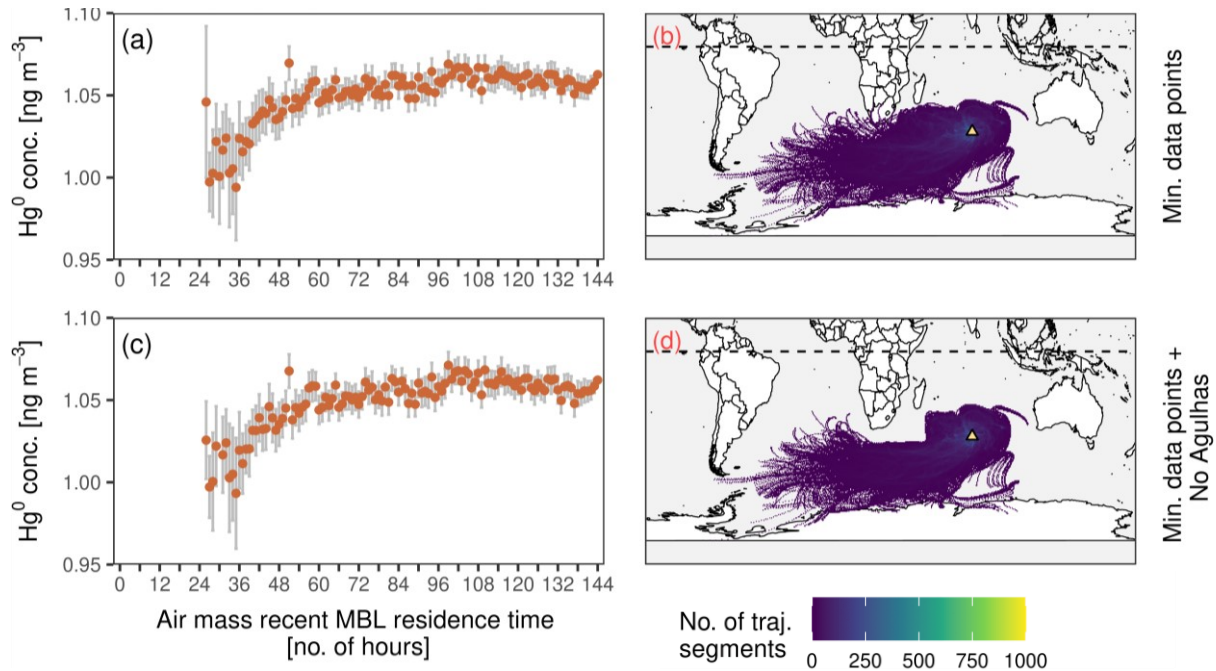 1.10
1.05
1.00
0.95
Hg⁰ conc. [ng m⁻³]
(a)
0 12 24 36 48 60 72 84 96 108 120 132 144
(b)
Min. data points
1.10
1.05
1.00
0.95
Hg⁰ conc. [ng m⁻³]
(c)
0 12 24 36 48 60 72 84 96 108 120 132 144
Air mass recent MBL residence time
[no. of hours]
(d)
Min. data points +
No Agulhas
No. of traj.
segments
0 250 500 750 1000